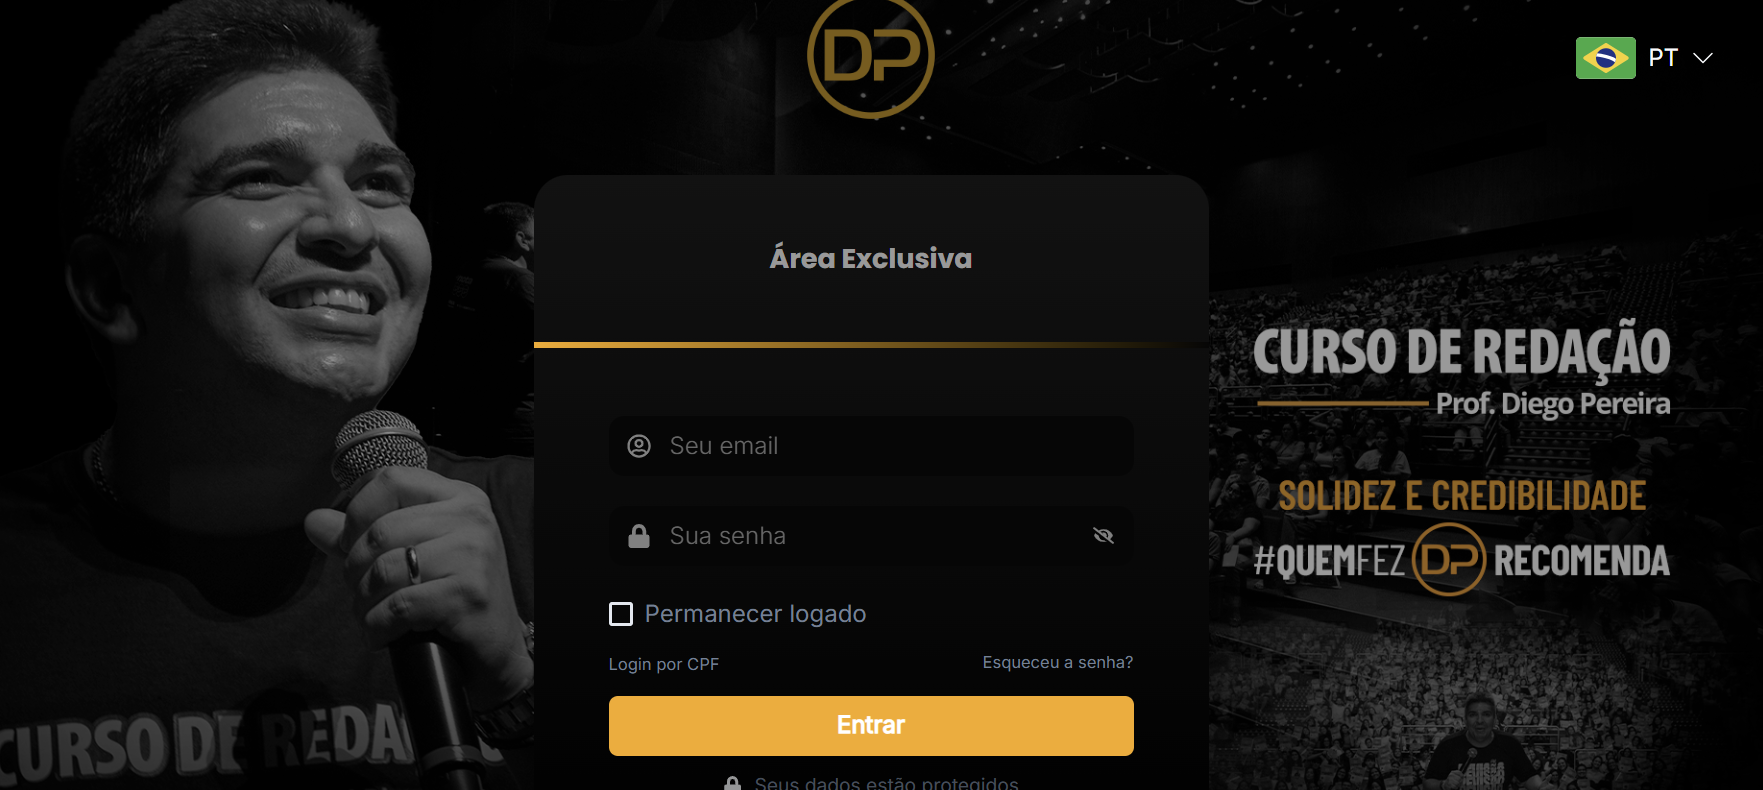 DP
PT
Área Exclusiva
Seu email
Sua senha
Permanecer logado
Login por CPF
Esqueceu a senha?
Entrar
Seus dados estão protegidos
CURSO DE REDAÇÃO
Prof. Diego Pereira
SOLIDEZ E CREDIBILIDADE
#QUEMFEZ DP RECOMENDA
CURSO DE REDA